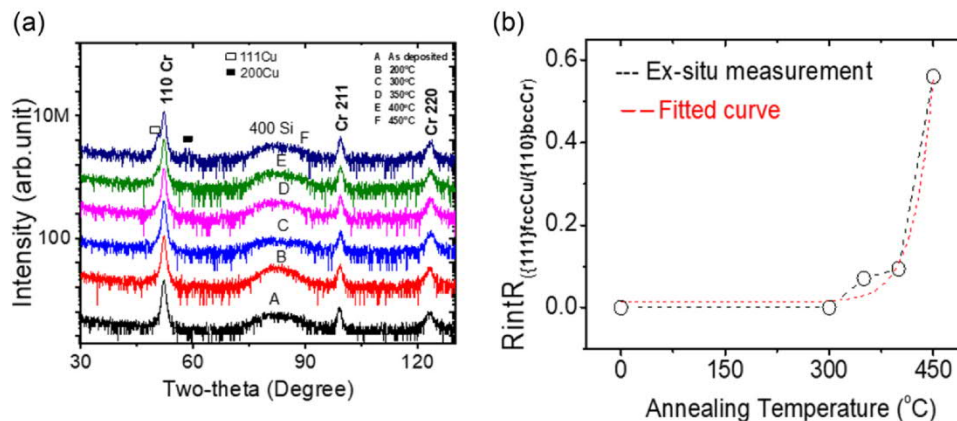 (a)
111Cu
200Cu
110 Cr
A As deposited
B 200°C
C 300°C
D 350°C
E 400°C
F 450°C
Cr 211
Cr 220
10M
100
400 Si
F
E
D
C
B
A
Intensity (arb.unit)
30 60 90 120
Two-theta (Degree)
(b)
Ex-situ measurement
Fitted curve
0.6
0.4
0.2
0.0
RintR({111}fccCu/{110}bccCr)
0 150 300 450
Annealing Temperature (°C)